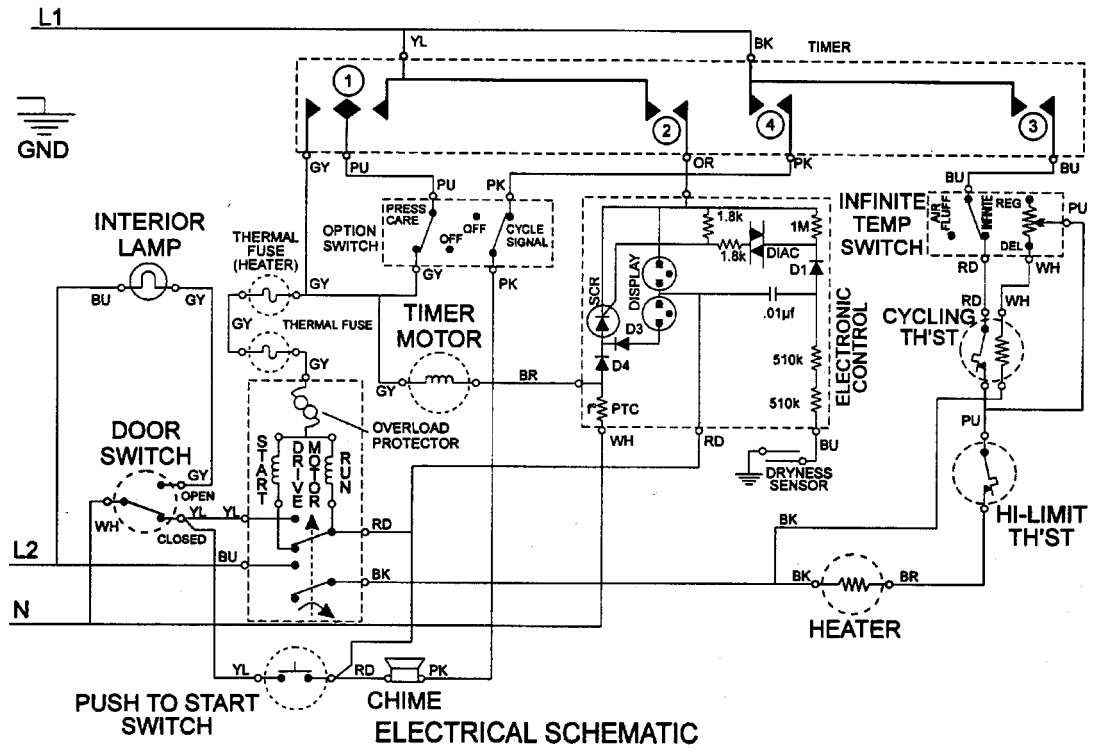 L1
YL
BK
TIMER
1
2
4
3
GND
GY
PU
OR
PK
BU
PU
PK
BU
WH
PRESS
CARE
OFF
OFF
CYCLE
SIGNAL
OPTION
SWITCH
GY
PK
1.8k
1.8k
DIAC
1M
D1
SCR
DISPLAY
D3
D4
.01µf
510k
510k
PTC
ELECTRONIC
CONTROL
INFINITE
TEMP
SWITCH
AIR
FLUFF
INFINITE
REG
DEL
PU
RD
WH
INTERIOR
LAMP
BU
GY
THERMAL
FUSE
(HEATER)
GY
THERMAL FUSE
GY
TIMER
MOTOR
GY
BR
RD
WH
CYCLING
TH'ST
PU
WH
RD
BU
DRYNESS
SENSOR
OVERLOAD
PROTECTOR
START
DRIVE
MOTOR
RUN
DOOR
SWITCH
GY
OPEN
WH
YL
YL
CLOSED
RD
BK
HI-LIMIT
TH'ST
L2
BU
BK
BK
BR
N
HEATER
YL
RD
PK
PUSH TO START
SWITCH
CHIME
ELECTRICAL SCHEMATIC